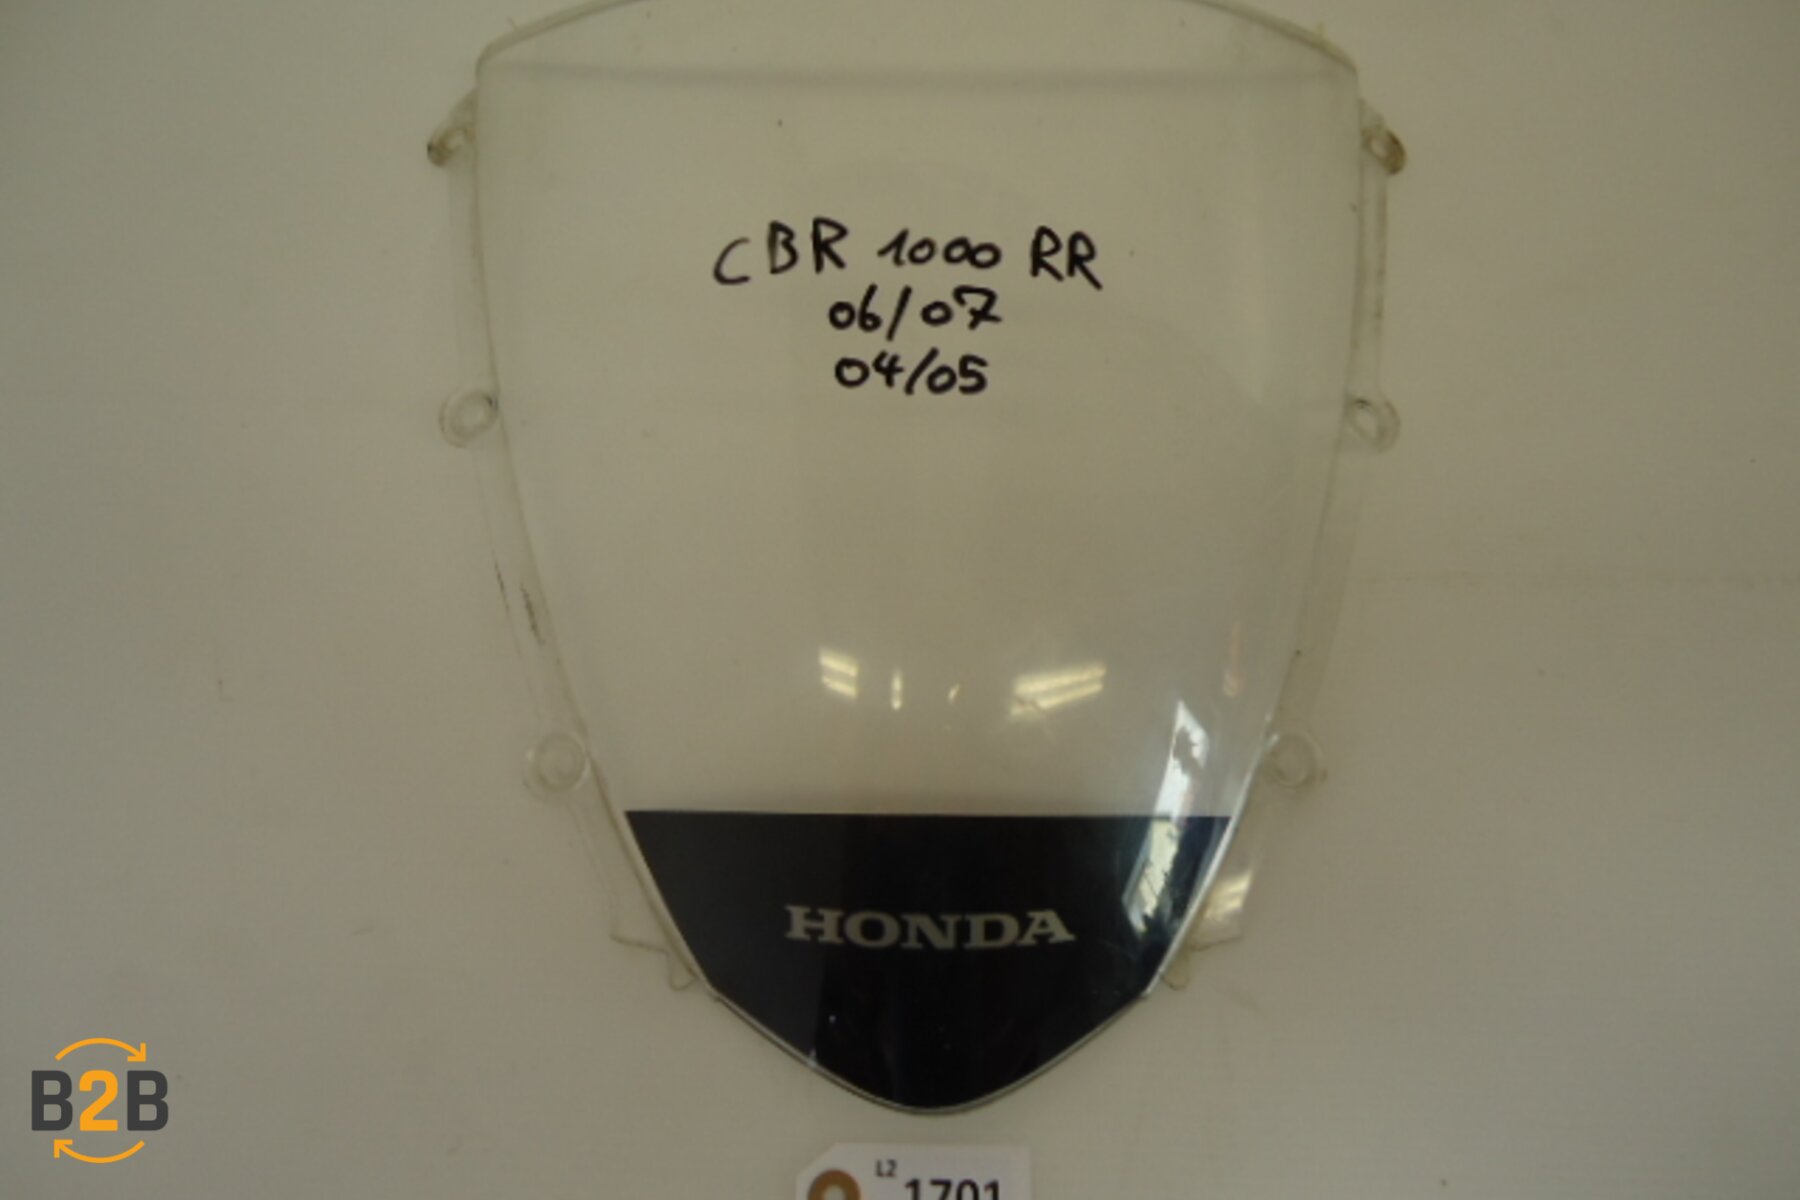 CBR 1000 RR
06/07
04/05
HONDA
B2B
L2
1701